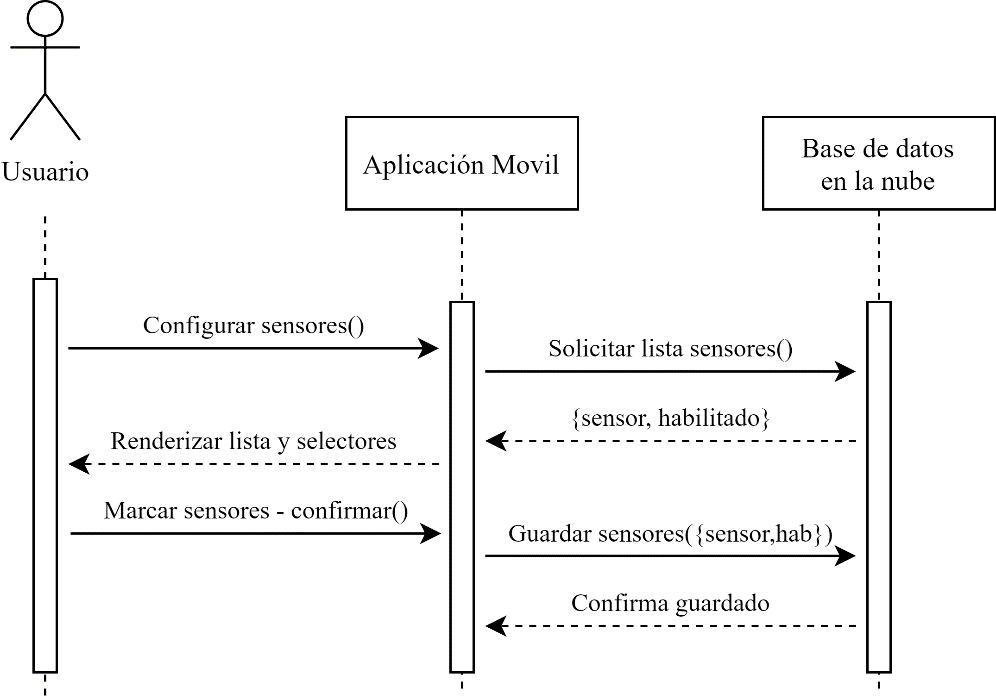 Usuario
Aplicación Movil
Base de datos
en la nube
Configurar sensores()
Solicitar lista sensores()
{sensor, habilitado}
Renderizar lista y selectores
Marcar sensores - confirmar()
Guardar sensores({sensor,hab})
Confirma guardado